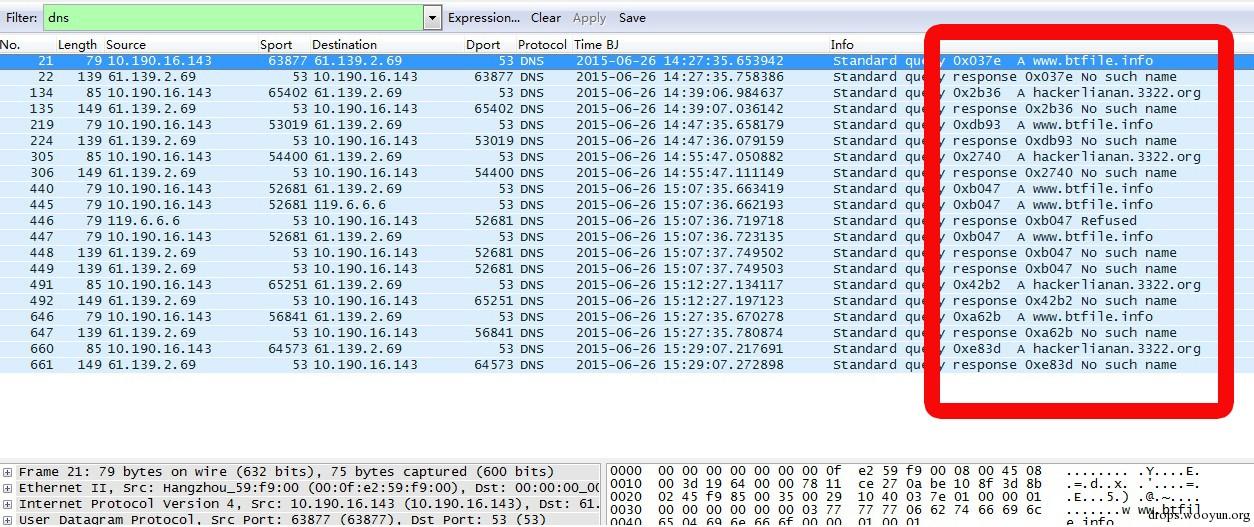 Filter: dns Expression... Clear Apply Save
No. Length Source Sport Destination Dport Protocol Time BJ Info
21 79 10.190.16.143 63877 61.139.2.69 53 DNS 2015-06-26 14:27:35.653942 Standard query 0x037e A www.btfile.info
22 139 61.139.2.69 53 10.190.16.143 63877 DNS 2015-06-26 14:27:35.758386 Standard query response 0x037e No such name
134 85 10.190.16.143 65402 61.139.2.69 53 DNS 2015-06-26 14:39:06.984637 Standard query 0x2b36 A hackerlianan.3322.org
135 149 61.139.2.69 53 10.190.16.143 65402 DNS 2015-06-26 14:39:07.036142 Standard query response 0x2b36 No such name
219 79 10.190.16.143 53019 61.139.2.69 53 DNS 2015-06-26 14:47:35.658179 Standard query 0xdb93 A www.btfile.info
224 139 61.139.2.69 53 10.190.16.143 53019 DNS 2015-06-26 14:47:36.079159 Standard query response 0xdb93 No such name
305 85 10.190.16.143 54400 61.139.2.69 53 DNS 2015-06-26 14:55:47.050882 Standard query 0x2740 A hackerlianan.3322.org
306 149 61.139.2.69 53 10.190.16.143 54400 DNS 2015-06-26 14:55:47.111149 Standard query response 0x2740 No such name
440 79 10.190.16.143 52681 61.139.2.69 53 DNS 2015-06-26 15:07:35.663419 Standard query 0xb047 A www.btfile.info
445 79 10.190.16.143 52681 119.6.6.6 53 DNS 2015-06-26 15:07:36.662193 Standard query 0xb047 A www.btfile.info
446 79 119.6.6.6 53 10.190.16.143 52681 DNS 2015-06-26 15:07:36.719718 Standard query response 0xb047 Refused
447 79 10.190.16.143 52681 61.139.2.69 53 DNS 2015-06-26 15:07:36.723135 Standard query 0xb047 A www.btfile.info
448 139 61.139.2.69 53 10.190.16.143 52681 DNS 2015-06-26 15:07:37.749502 Standard query response 0xb047 No such name
449 139 61.139.2.69 53 10.190.16.143 52681 DNS 2015-06-26 15:07:37.749503 Standard query response 0xb047 No such name
491 85 10.190.16.143 65251 61.139.2.69 53 DNS 2015-06-26 15:12:27.134117 Standard query 0x42b2 A hackerlianan.3322.org
492 149 61.139.2.69 53 10.190.16.143 65251 DNS 2015-06-26 15:12:27.197123 Standard query response 0x42b2 No such name
646 79 10.190.16.143 56841 61.139.2.69 53 DNS 2015-06-26 15:27:35.670278 Standard query 0xa62b A www.btfile.info
647 139 61.139.2.69 53 10.190.16.143 56841 DNS 2015-06-26 15:27:35.780874 Standard query response 0xa62b No such name
660 85 10.190.16.143 64573 61.139.2.69 53 DNS 2015-06-26 15:29:07.217691 Standard query 0xe83d A hackerlianan.3322.org
661 149 61.139.2.69 53 10.190.16.143 64573 DNS 2015-06-26 15:29:07.272898 Standard query response 0xe83d No such name
Frame 21: 79 bytes on wire (632 bits), 75 bytes captured (600 bits)
Ethernet II, Src: Hangzhou_59:f9:00 (00:0f:e2:59:f9:00), Dst: 00:00:00_00
Internet Protocol Version 4, Src: 10.190.16.143 (10.190.16.143), Dst: 61.
User Datagram Protocol, Src Port: 63877 (63877), Dst Port: 53 (53)
0000 00 00 00 00 00 00 00 0f e2 59 f9 00 08 00 45 08 ........ .Y....E.
0010 00 3d 19 64 00 00 78 11 ce 27 0a be 10 8f 3d 8b .=.d..x. .'....=.
0020 02 45 f9 85 00 35 00 29 10 40 03 7e 01 00 00 01 .E...5.) .@.~....
0030 00 00 00 00 00 00 03 77 77 77 06 62 74 66 69 6c .......w ww.btfil
0040 65 04 69 6e 66 6f 00 00 01 00 01 e.info.. ...
drops.wooyun.org